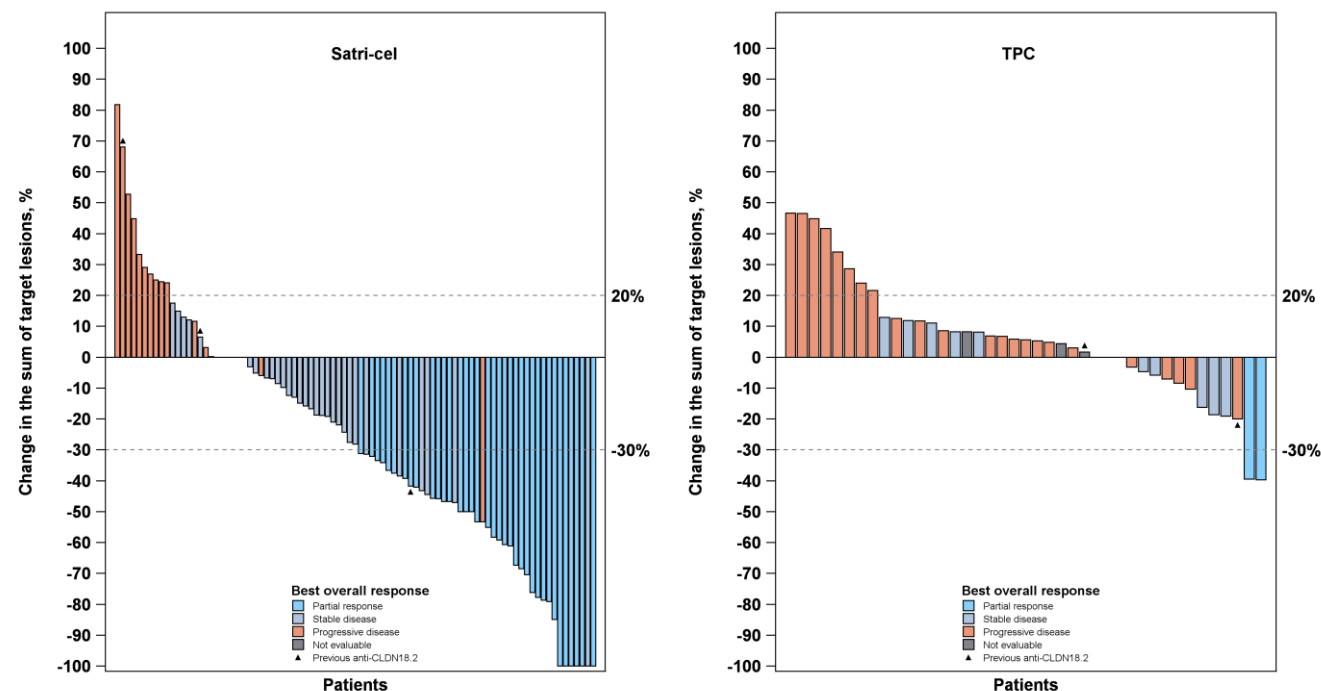 Satri-cel
Change in the sum of target lesions, %
100
90
80
70
60
50
40
30
20
10
0
-10
-20
-30
-40
-50
-60
-70
-80
-90
-100
20%
-30%
Best overall response
Partial response
Stable disease
Progressive disease
Not evaluable
Previous anti-CLDN18.2
Patients
TPC
Change in the sum of target lesions, %
100
90
80
70
60
50
40
30
20
10
0
-10
-20
-30
-40
-50
-60
-70
-80
-90
-100
20%
-30%
Best overall response
Partial response
Stable disease
Progressive disease
Not evaluable
Previous anti-CLDN18.2
Patients